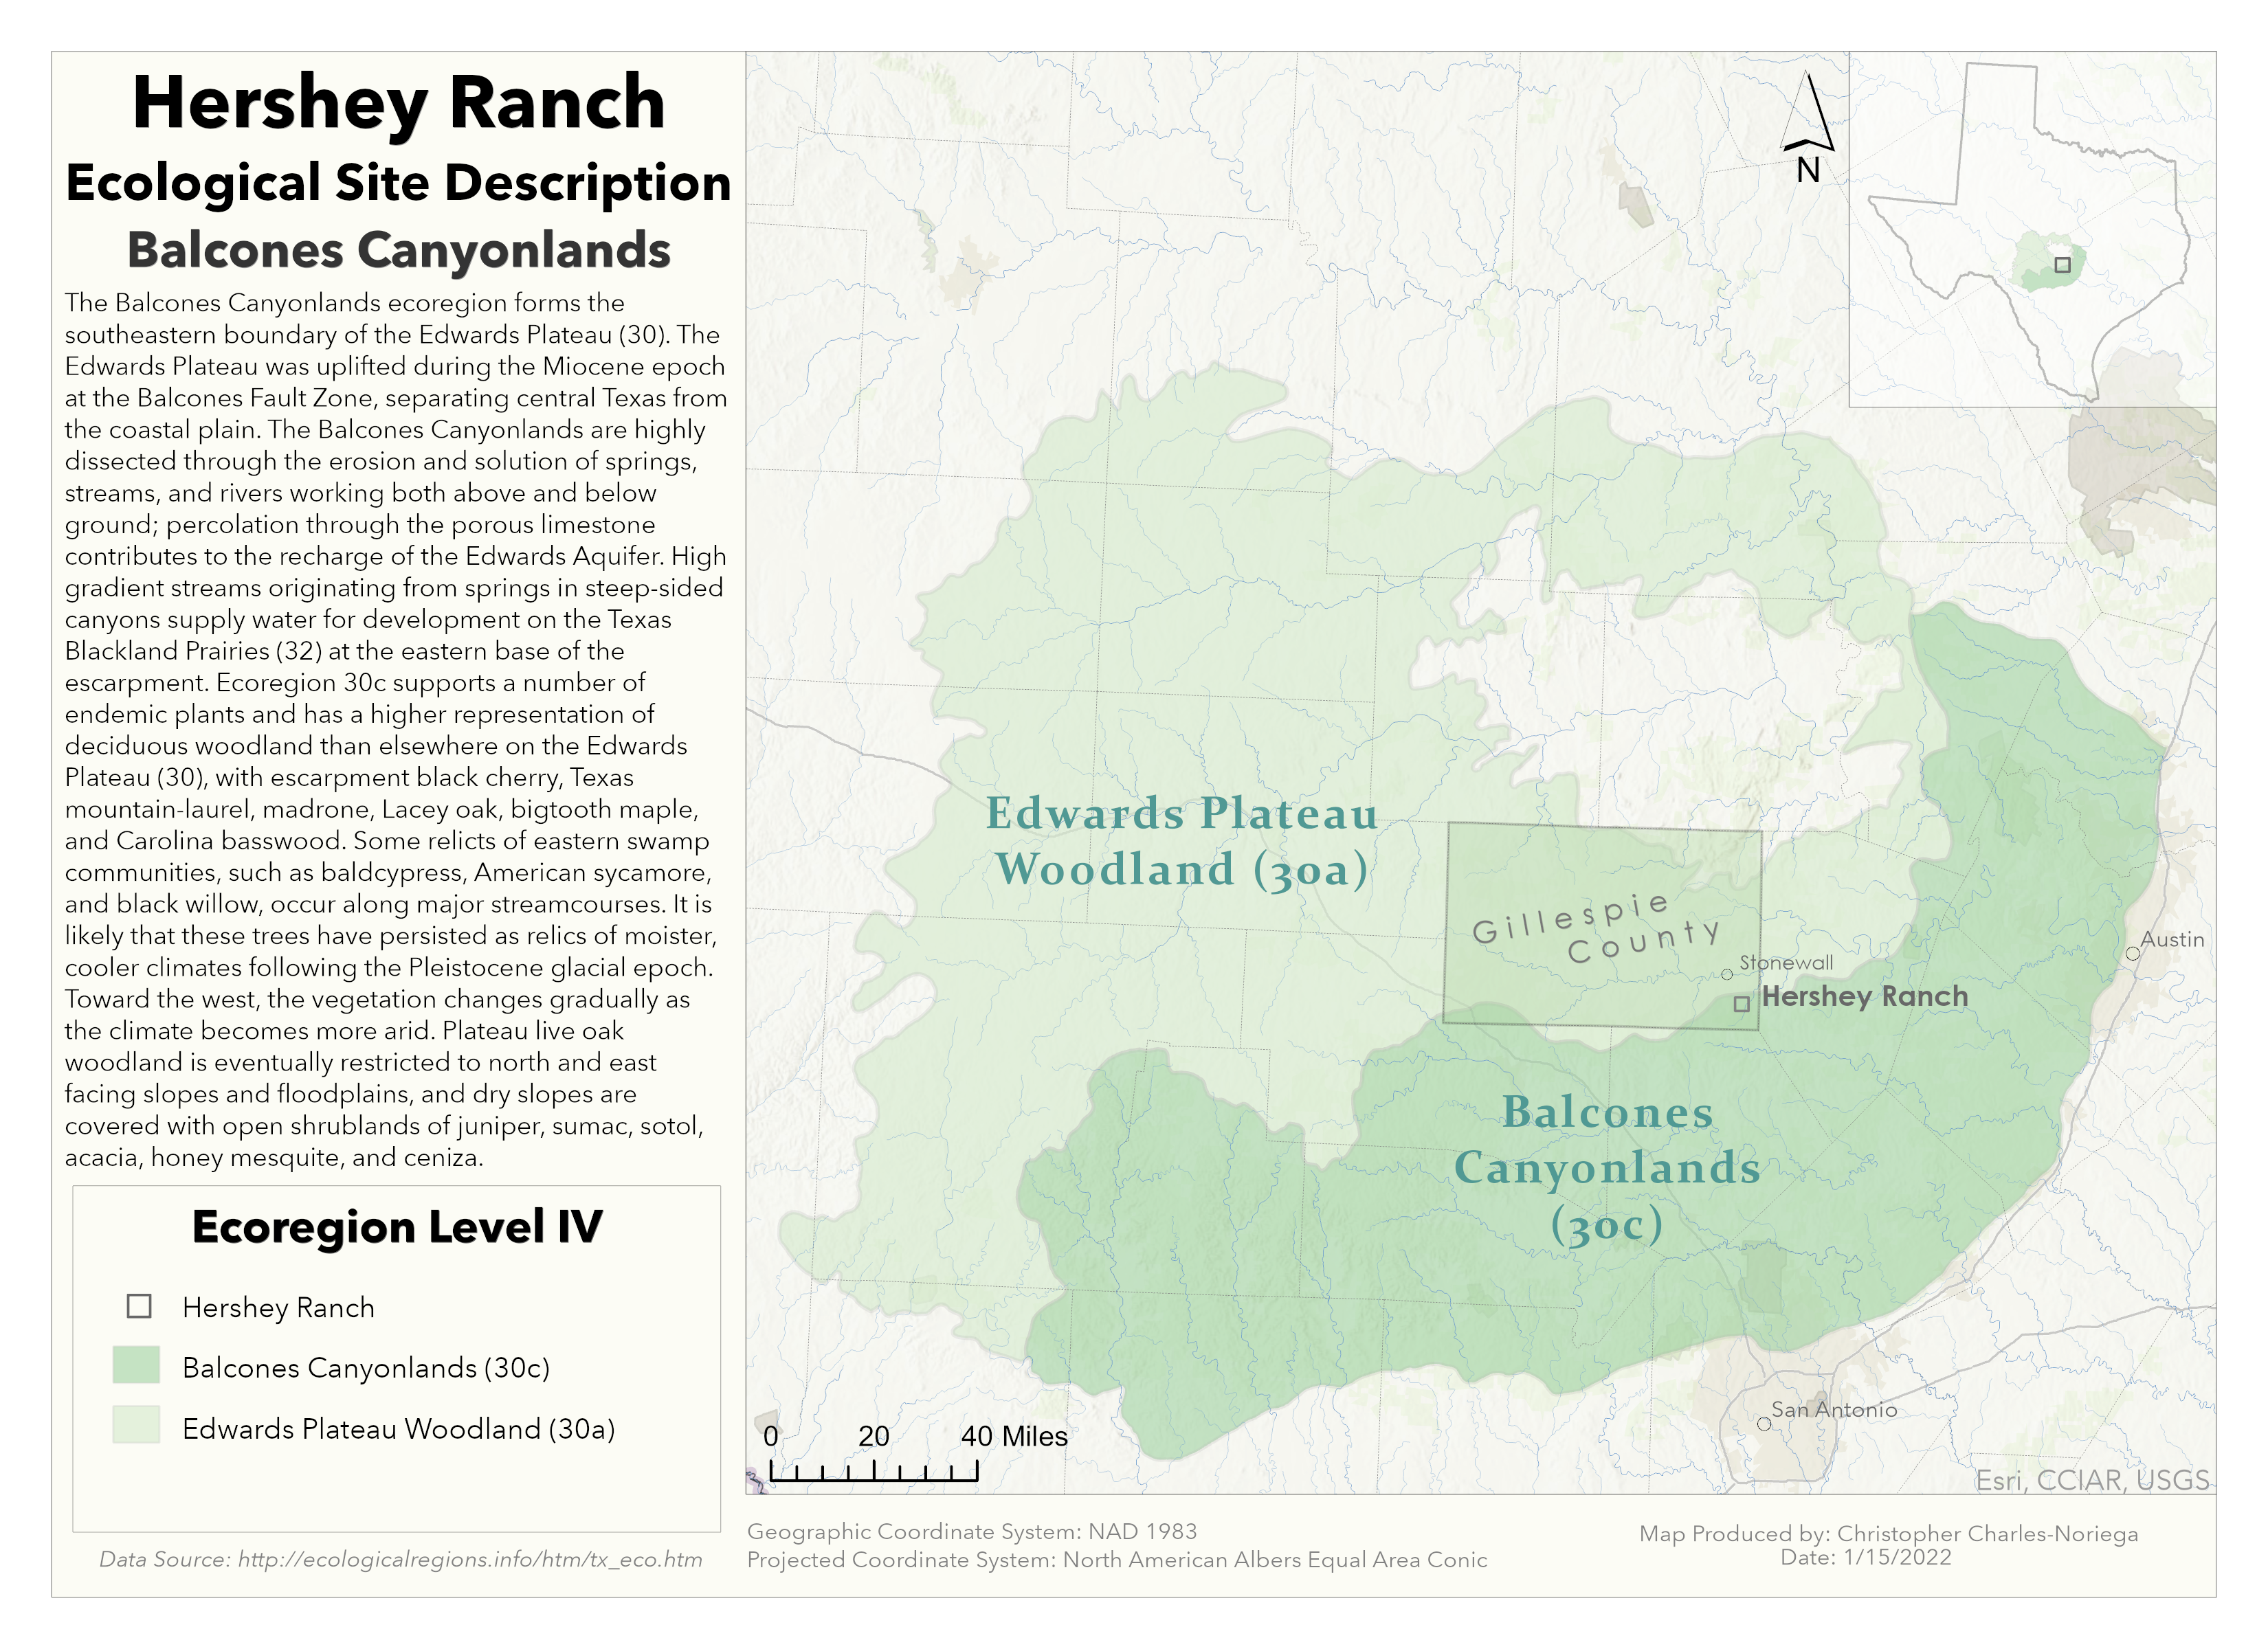 Hershey Ranch
Ecological Site Description
Balcones Canyonlands
The Balcones Canyonlands ecoregion forms the
southeastern boundary of the Edwards Plateau (30). The
Edwards Plateau was uplifted during the Miocene epoch
at the Balcones Fault Zone, separating central Texas from
the coastal plain. The Balcones Canyonlands are highly
dissected through the erosion and solution of springs,
streams, and rivers working both above and below
ground; percolation through the porous limestone
contributes to the recharge of the Edwards Aquifer. High
gradient streams originating from springs in steep-sided
canyons supply water for development on the Texas
Blackland Prairies (32) at the eastern base of the
escarpment. Ecoregion 30c supports a number of
endemic plants and has a higher representation of
deciduous woodland than elsewhere on the Edwards
Plateau (30), with escarpment black cherry, Texas
mountain-laurel, madrone, Lacey oak, bigtooth maple,
and Carolina basswood. Some relicts of eastern swamp
communities, such as baldcypress, American sycamore,
and black willow, occur along major streamcourses. It is
likely that these trees have persisted as relics of moister,
cooler climates following the Pleistocene glacial epoch.
Toward the west, the vegetation changes gradually as
the climate becomes more arid. Plateau live oak
woodland is eventually restricted to north and east
facing slopes and floodplains, and dry slopes are
covered with open shrublands of juniper, sumac, sotol,
acacia, honey mesquite, and ceniza.
Ecoregion Level IV
Hershey Ranch
Balcones Canyonlands (30c)
Edwards Plateau Woodland (30a)
Data Source: http://ecologicalregions.info/htm/tx_eco.htm
N
Edwards Plateau
Woodland (30a)
Gillespie
County
Stonewall
Hershey Ranch
Austin
Balcones
Canyonlands
(30c)
San Antonio
0 20 40 Miles
Esri, CCIAR, USGS
Geographic Coordinate System: NAD 1983
Projected Coordinate System: North American Albers Equal Area Conic
Map Produced by: Christopher Charles-Noriega
Date: 1/15/2022